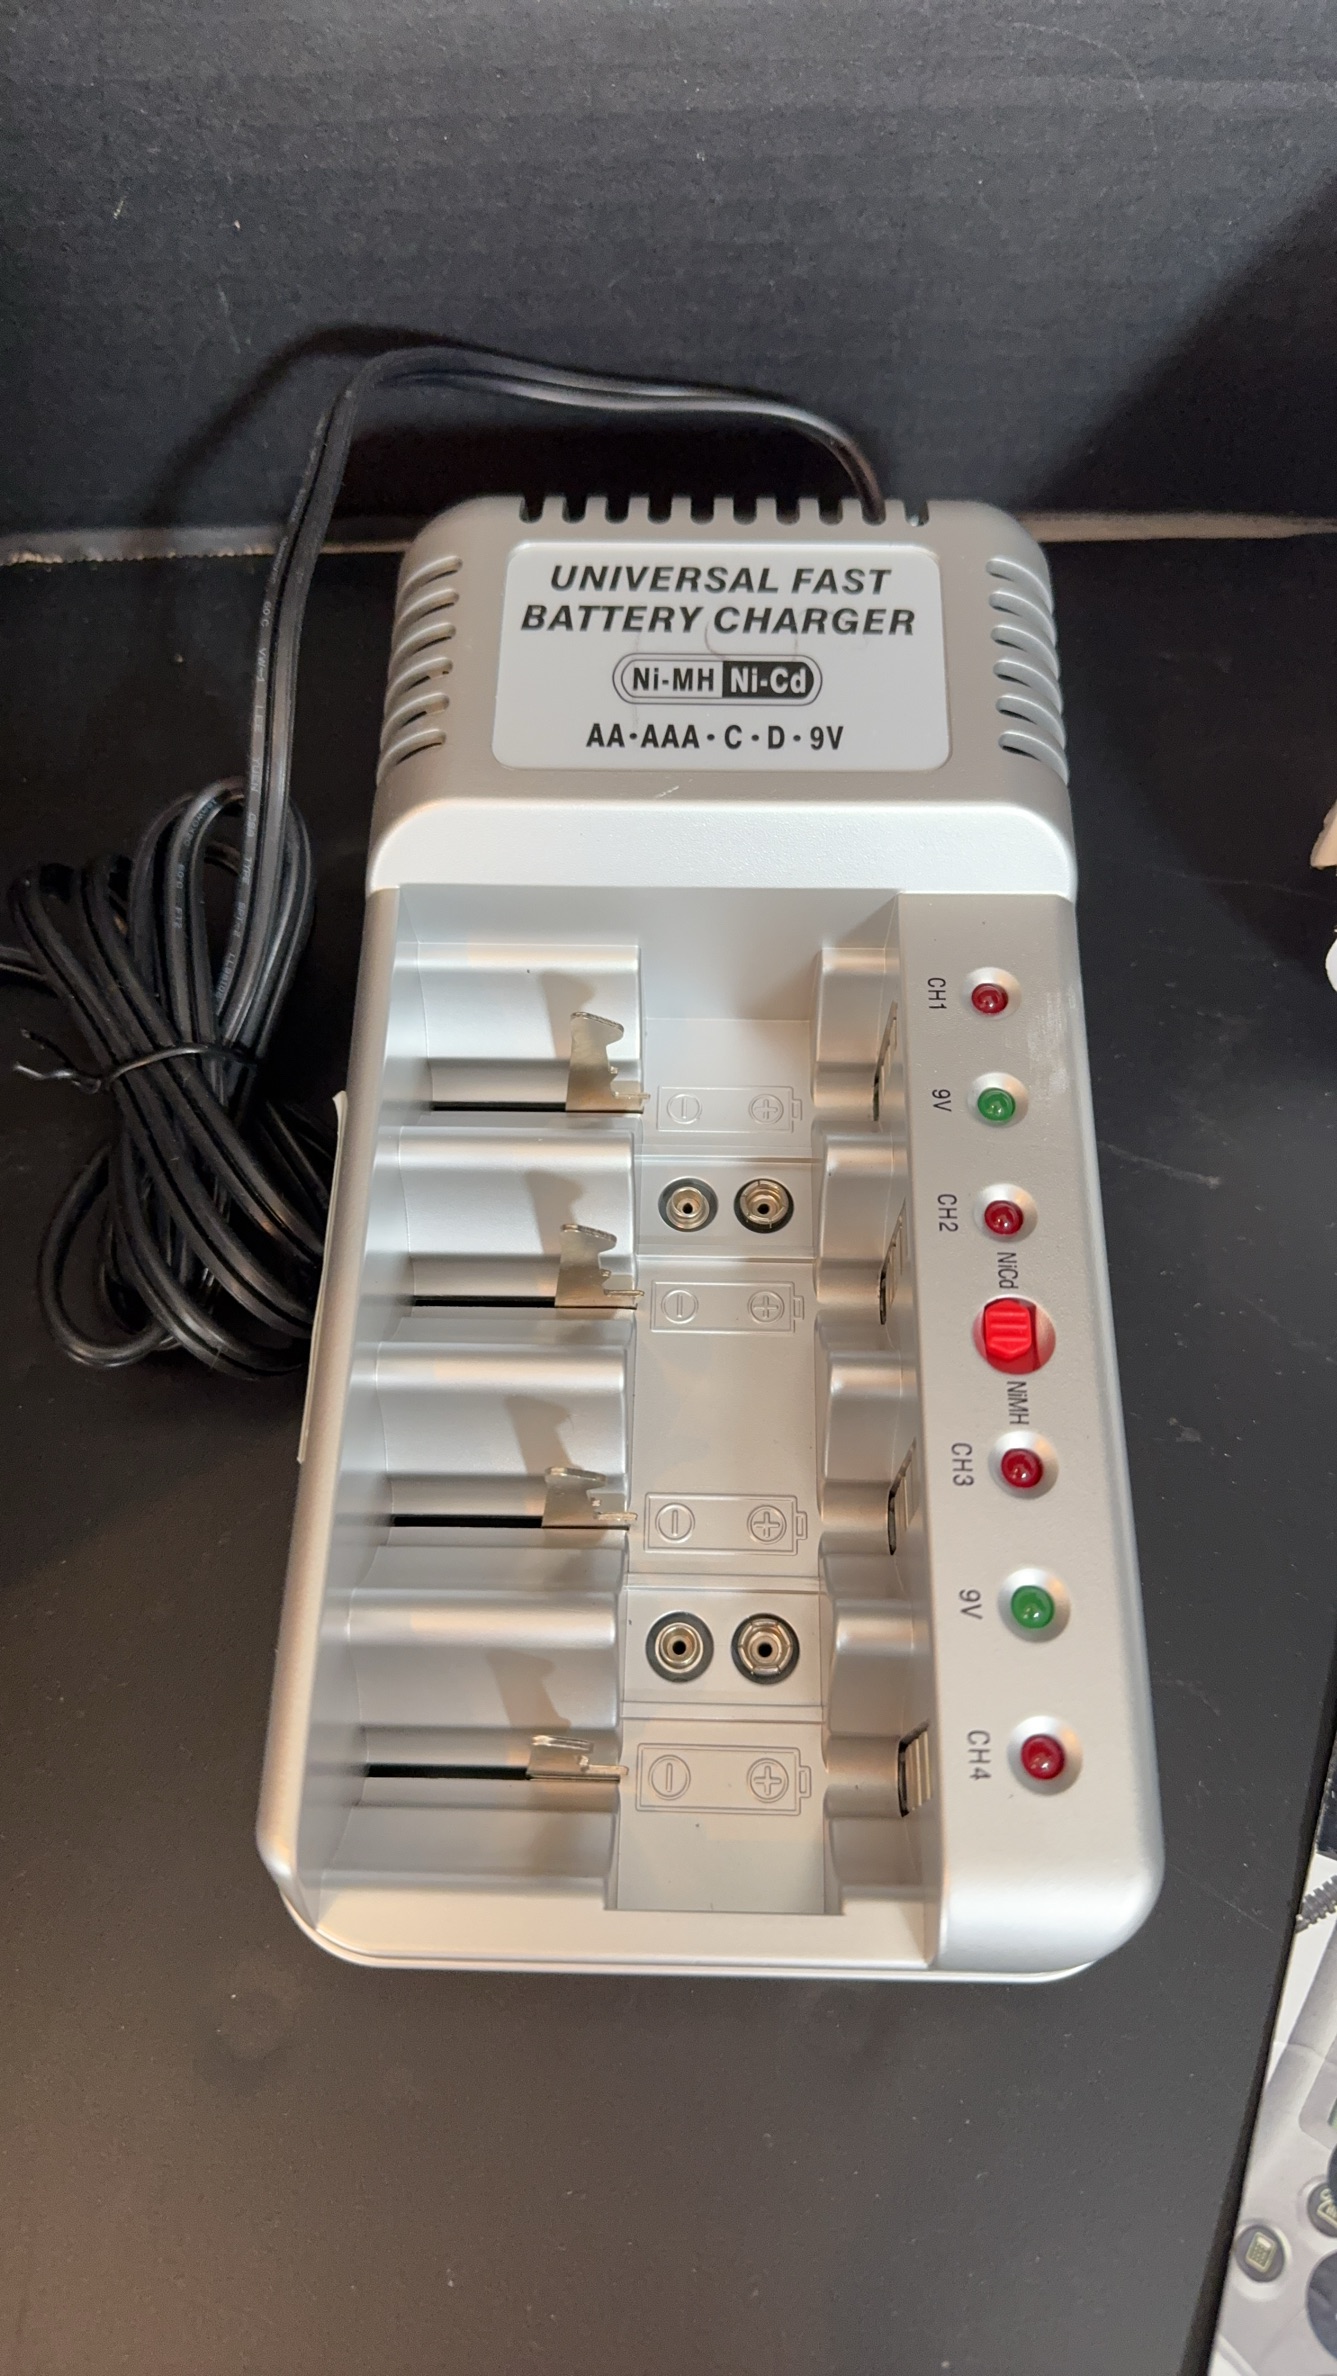 UNIVERSAL FAST
BATTERY CHARGER
Ni-MH Ni-Cd
AA·AAA·C·D·9V
CH1
9V
CH2
NiCd
NiMH
CH3
9V
CH4
− +
− +
− +
− +